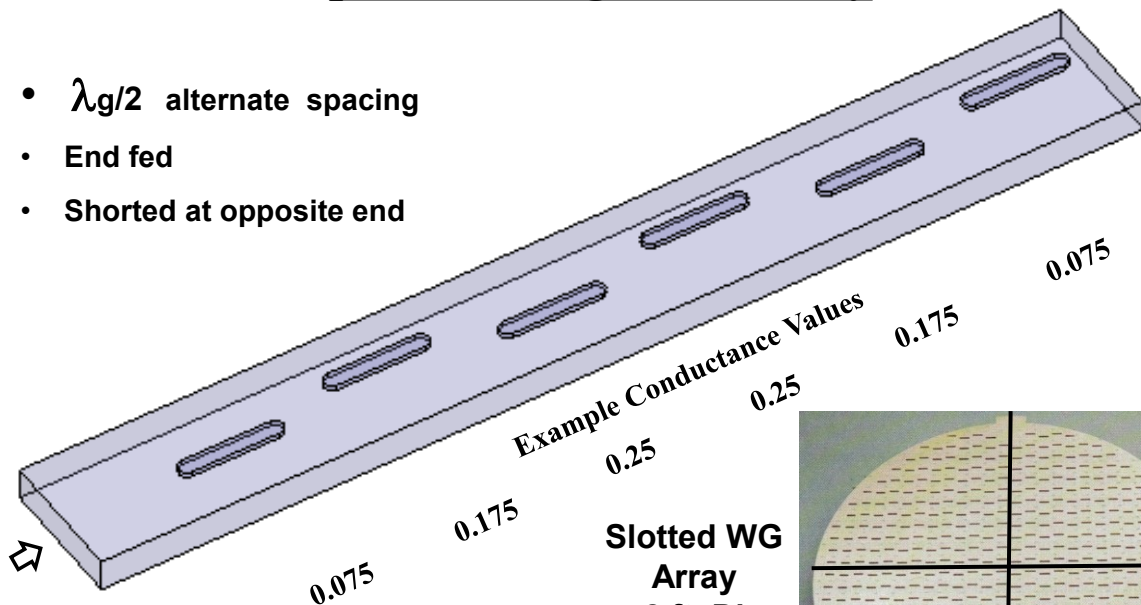 • λg/2 alternate spacing
• End fed
• Shorted at opposite end
Example Conductance Values
0.075
0.175
0.25
0.25
0.175
0.075
Slotted WG
Array